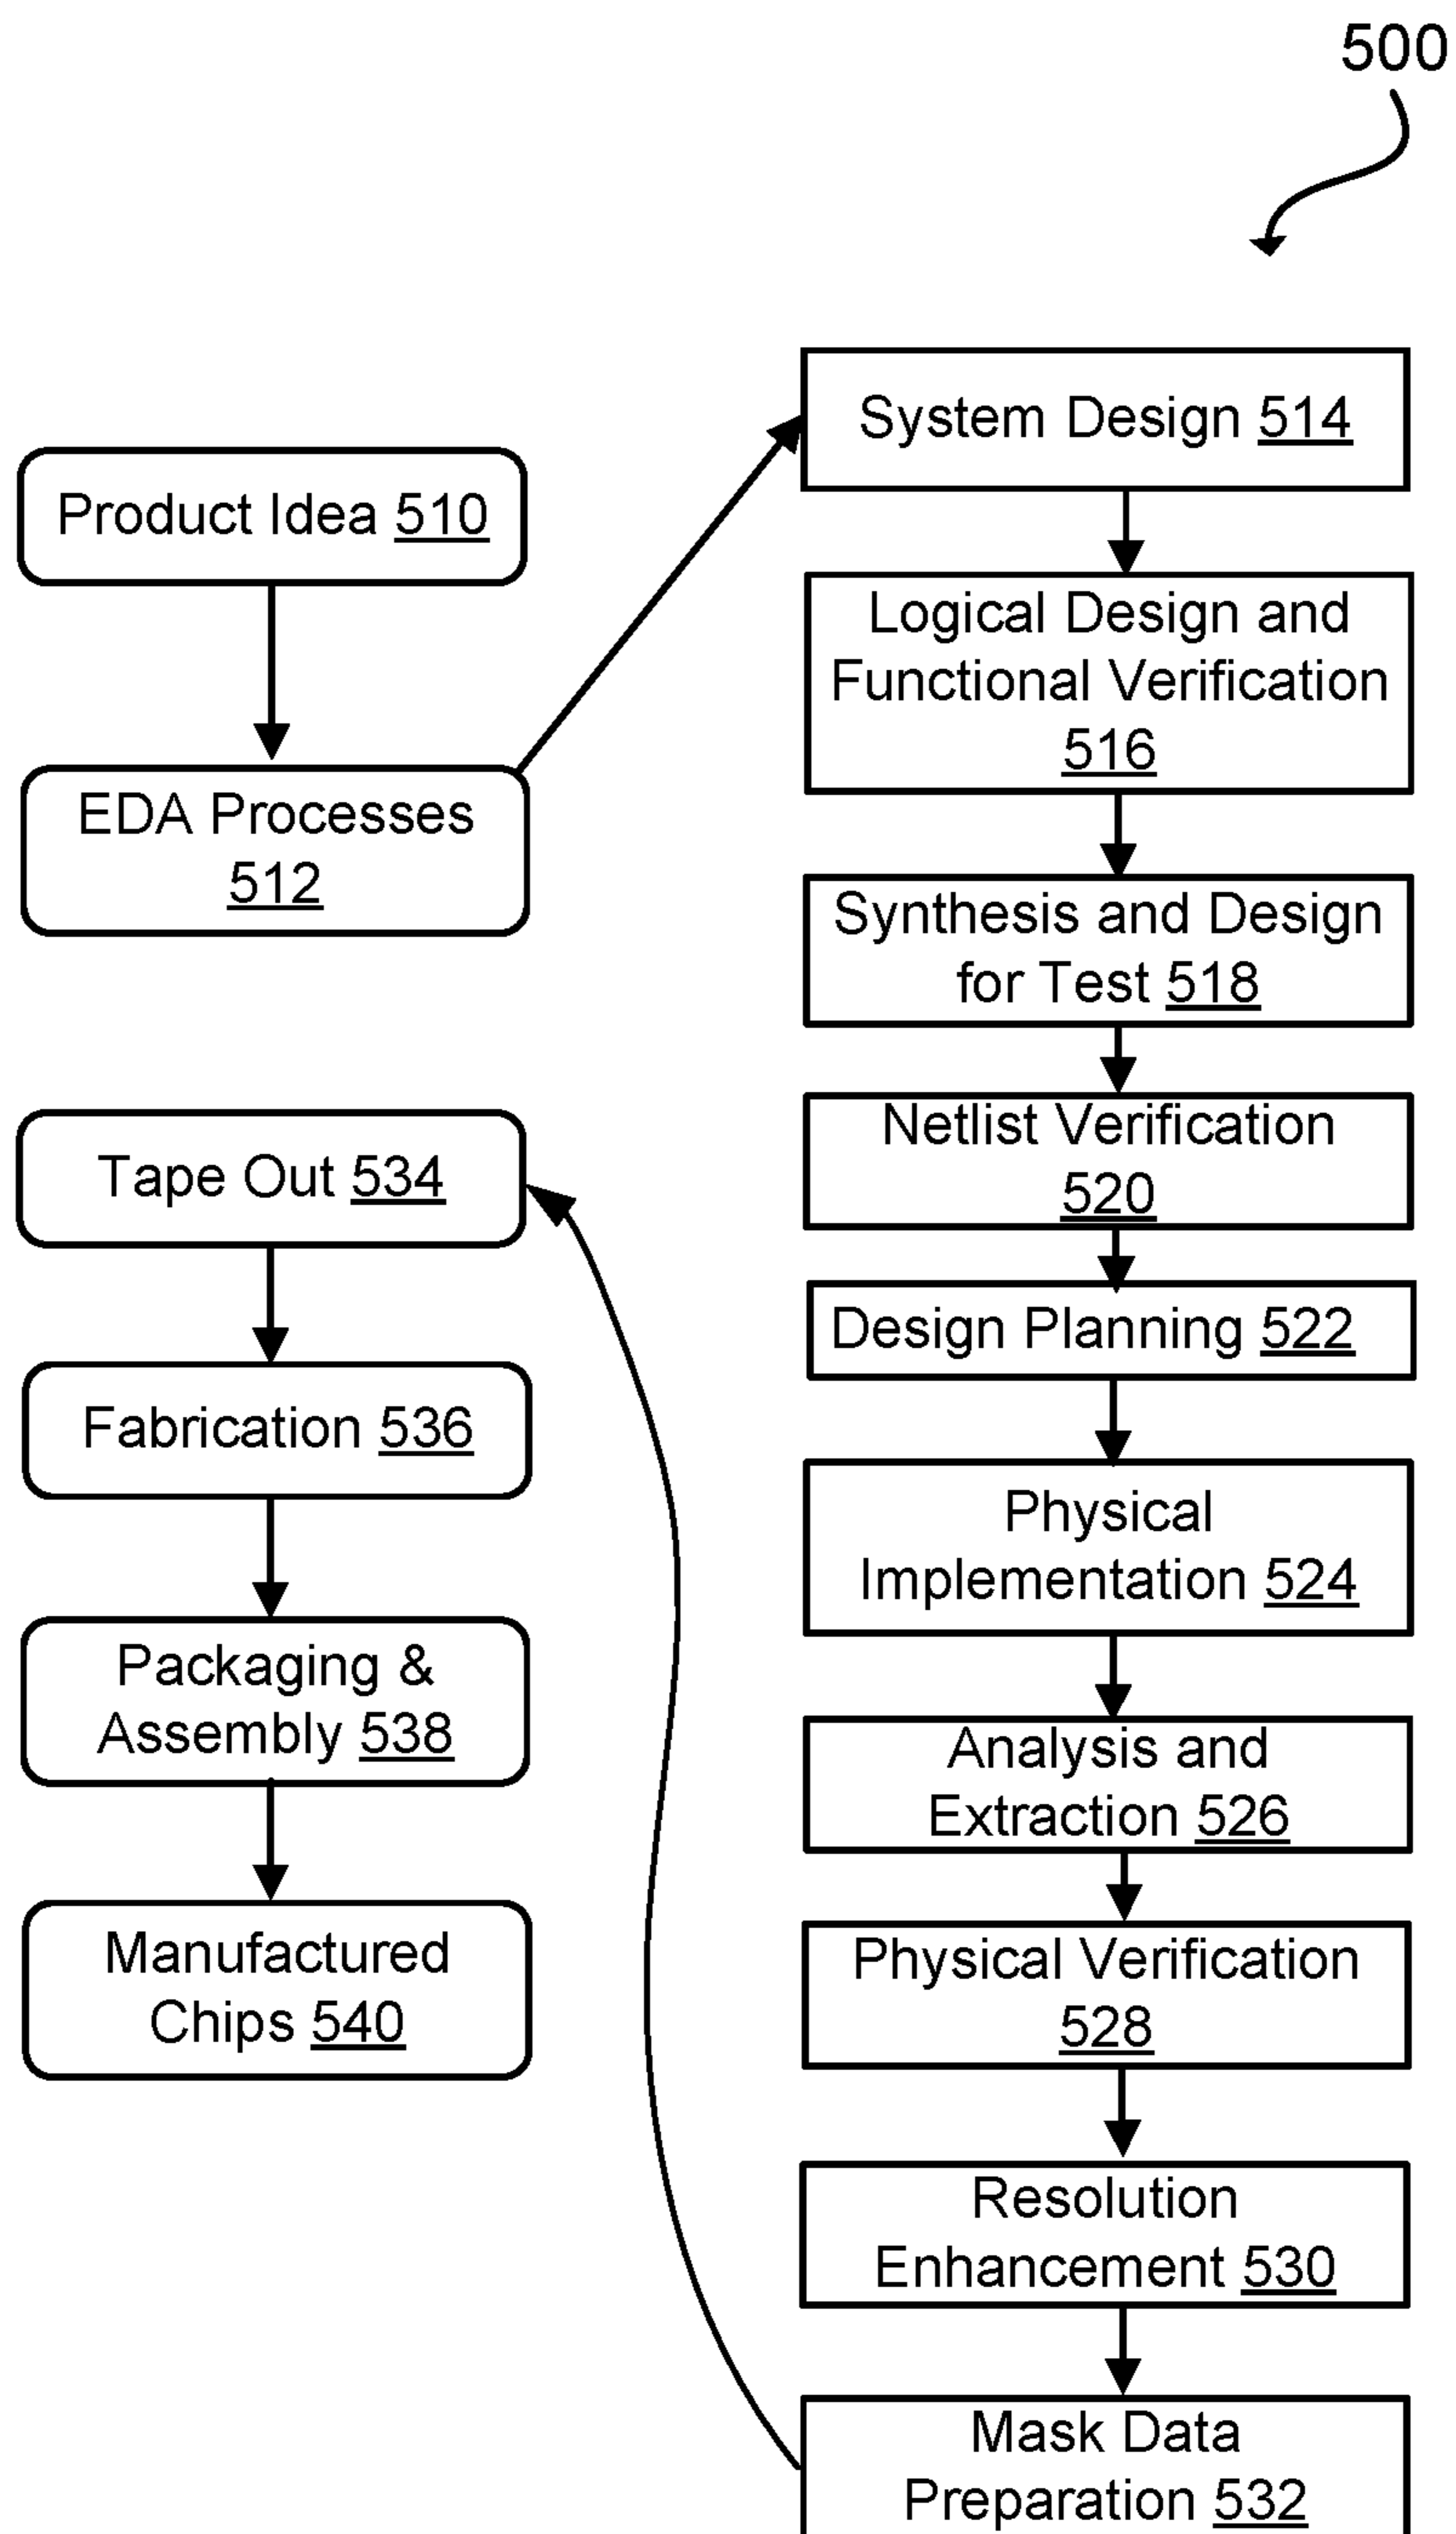 500
Product Idea 510
EDA Processes
512
System Design 514
Logical Design and
Functional Verification
516
Synthesis and Design
for Test 518
Netlist Verification
520
Design Planning 522
Physical
Implementation 524
Analysis and
Extraction 526
Physical Verification
528
Resolution
Enhancement 530
Mask Data
Preparation 532
Tape Out 534
Fabrication 536
Packaging &
Assembly 538
Manufactured
Chips 540